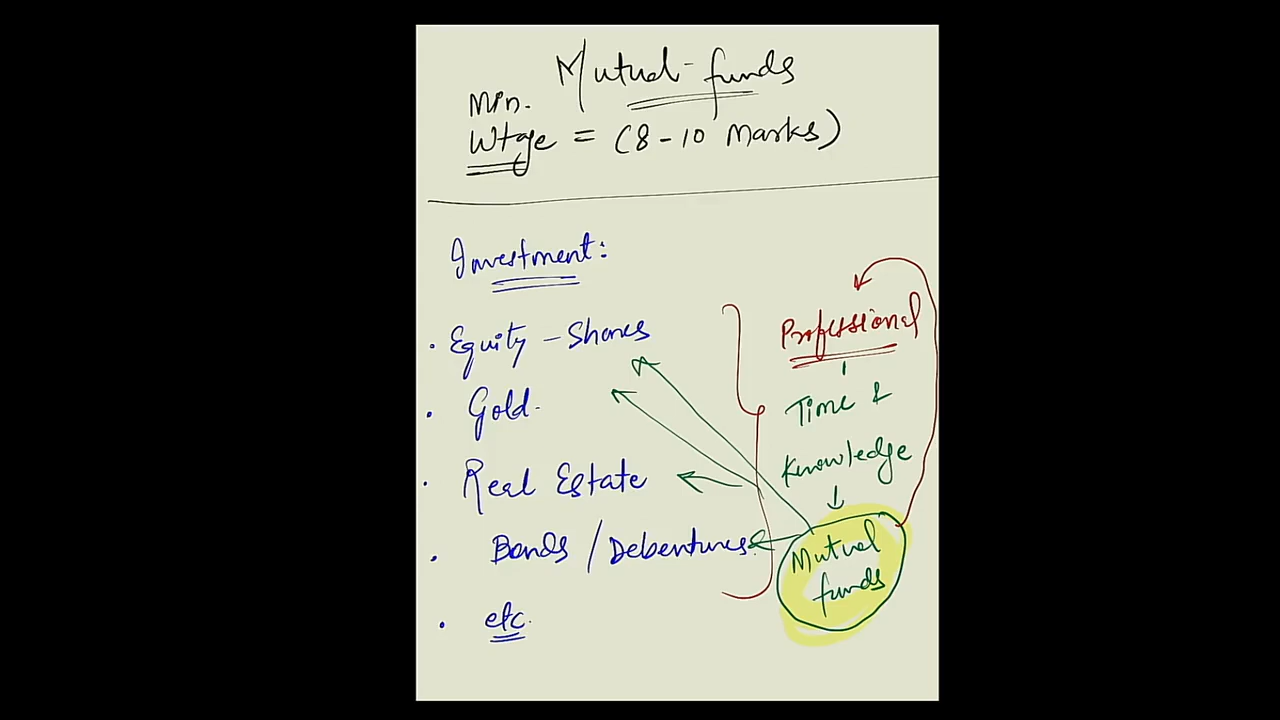 Mutual funds
Min.
Wtage = (8-10 Marks)
Investment:
• Equity - Shares
• Gold.
• Real Estate
• Bonds / Debentures.
• etc.
Professional
Time &
Knowledge
Mutual
funds